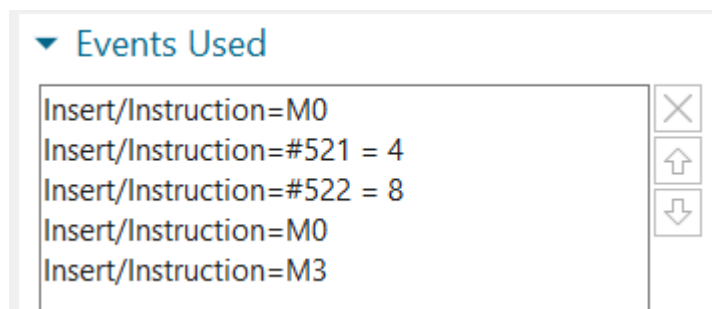 Events Used
Insert/Instruction=M0
Insert/Instruction=#521 = 4
Insert/Instruction=#522 = 8
Insert/Instruction=M0
Insert/Instruction=M3